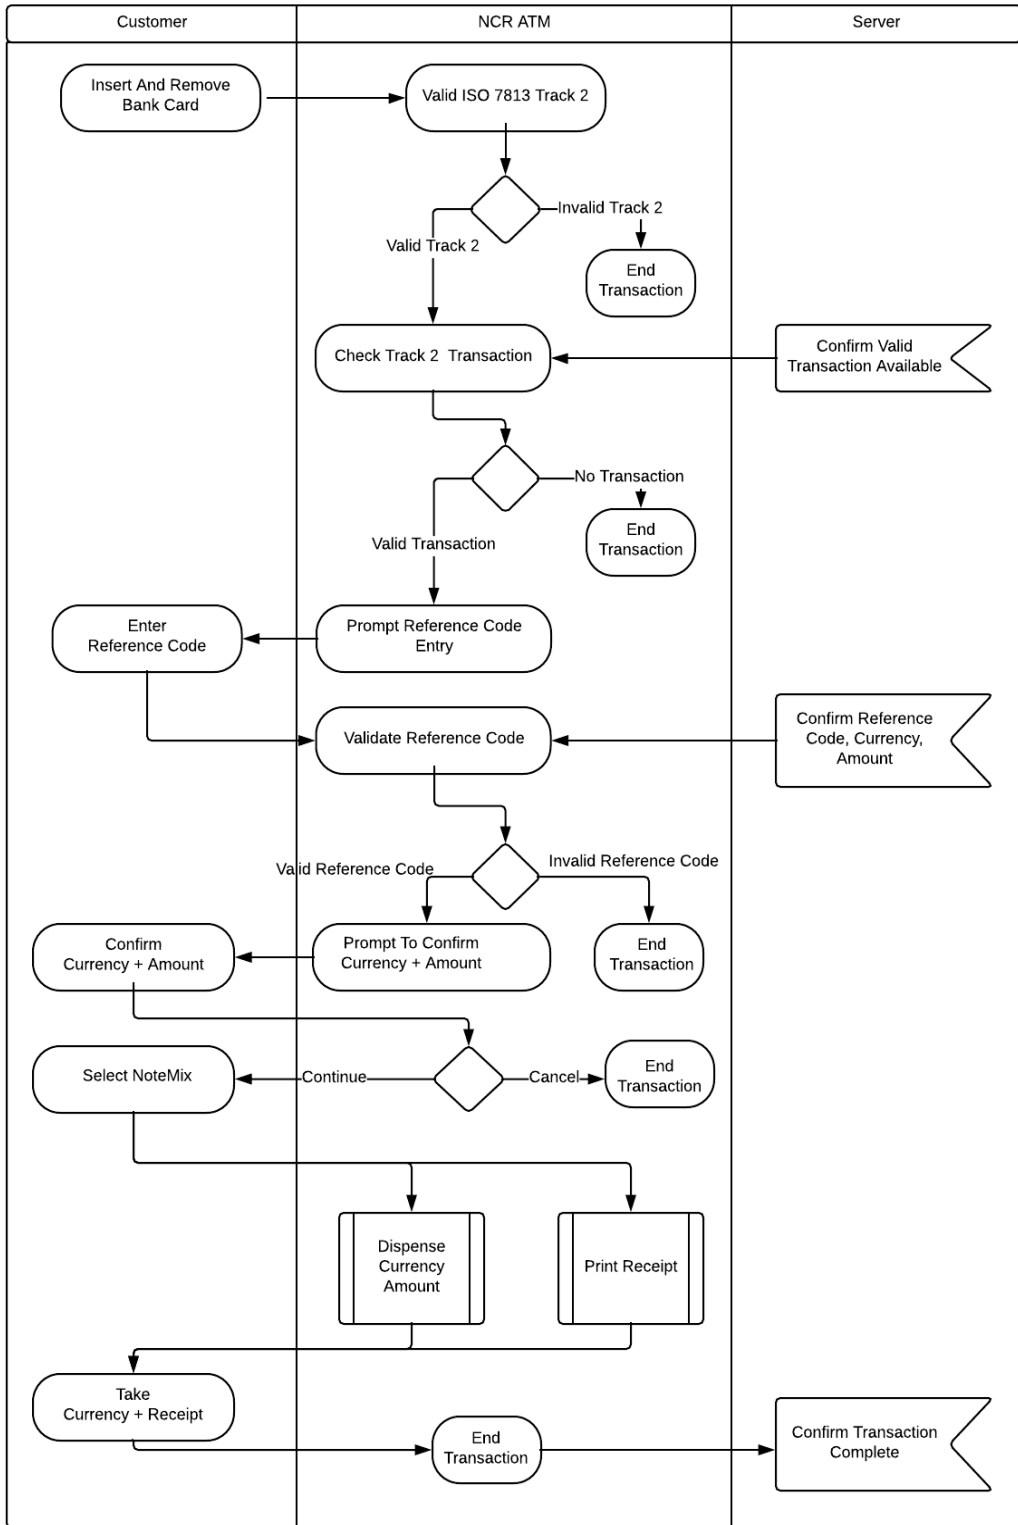 Customer
NCR ATM
Server
Insert And Remove
Bank Card
Valid ISO 7813 Track 2
Invalid Track 2
Valid Track 2
End
Transaction
Check Track 2 Transaction
Confirm Valid
Transaction Available
No Transaction
End
Transaction
Valid Transaction
Enter
Reference Code
Prompt Reference Code
Entry
Validate Reference Code
Confirm Reference
Code, Currency,
Amount
Valid Reference Code
Invalid Reference Code
Confirm
Currency + Amount
Prompt To Confirm
Currency + Amount
End
Transaction
Select NoteMix
Continue
Cancel
End
Transaction
Dispense
Currency
Amount
Print Receipt
Take
Currency + Receipt
End
Transaction
Confirm Transaction
Complete